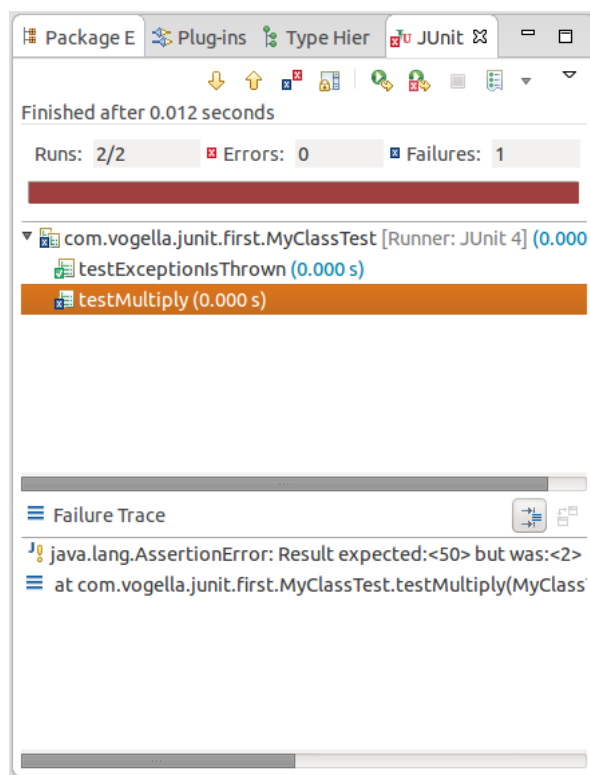 Package E Plug-ins Type Hier JUnit
Finished after 0.012 seconds
Runs: 2/2 Errors: 0 Failures: 1
com.vogella.junit.first.MyClassTest [Runner: JUnit 4] (0.000
testExceptionIsThrown (0.000 s)
testMultiply (0.000 s)
Failure Trace
java.lang.AssertionError: Result expected:<50> but was:<2>
at com.vogella.junit.first.MyClassTest.testMultiply(MyClass